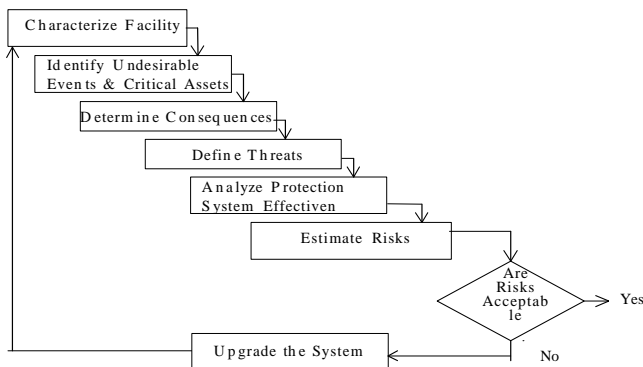 Characterize Facility
Identify Undesirable
Events & Critical Assets
Determine Consequences
Define Threats
Analyze Protection
System Effectiven
Estimate Risks
Are
Risks
Acceptab
le
Yes
No
Upgrade the System